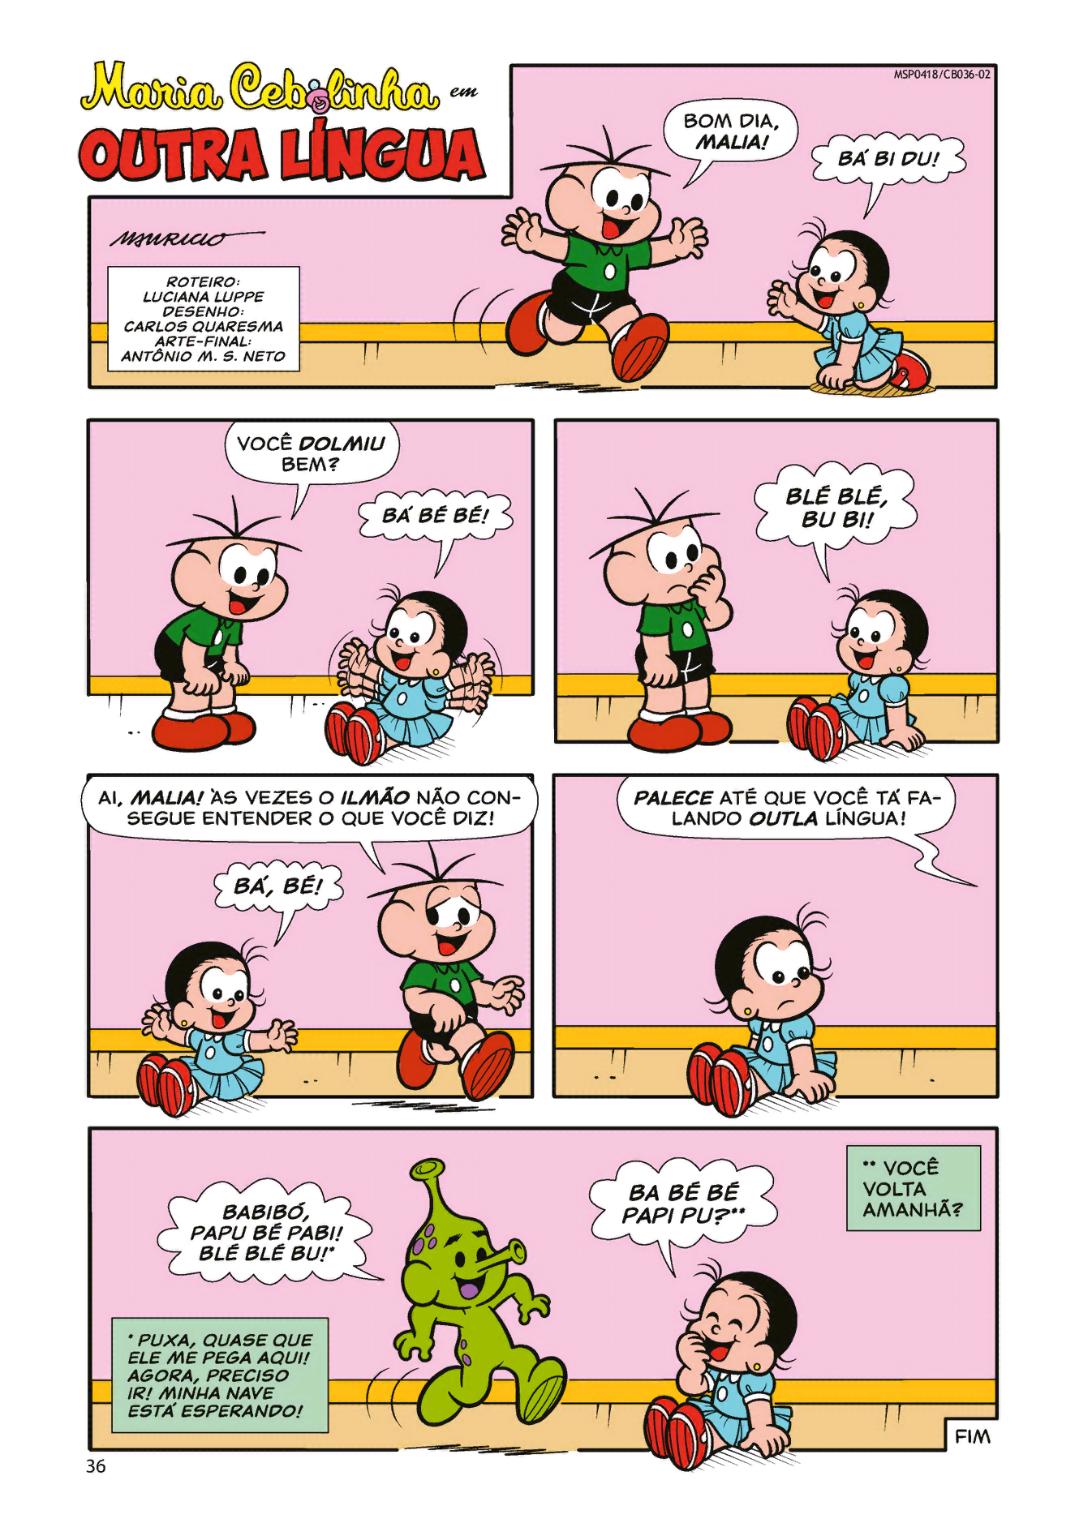 Maria Cebolinha em
OUTRA LÍNGUA
MSP0418/CB036-02
BOM DIA,
MALIA!
BÁ BI DU!
MAURICIO
ROTEIRO:
LUCIANA LUPPE
DESENHO:
CARLOS QUARESMA
ARTE-FINAL:
ANTÔNIO M. S. NETO
VOCÊ DOLMIU
BEM?
BÁ BÉ BÉ!
BLÉ BLÉ,
BU BI!
AI, MALIA! ÀS VEZES O ILMÃO NÃO CON-
SEGUE ENTENDER O QUE VOCÊ DIZ!
BÁ, BÉ!
PALECE ATÉ QUE VOCÊ TÁ FA-
LANDO OUTLA LÍNGUA!
BABIBÓ,
PAPU BÉ PABI!
BLÉ BLÉ BU!*
BA BÉ BÉ
PAPI PU?**
** VOCÊ
VOLTA
AMANHÃ?
* PUXA, QUASE QUE
ELE ME PEGA AQUI!
AGORA, PRECISO
IR! MINHA NAVE
ESTÁ ESPERANDO!
FIM
36